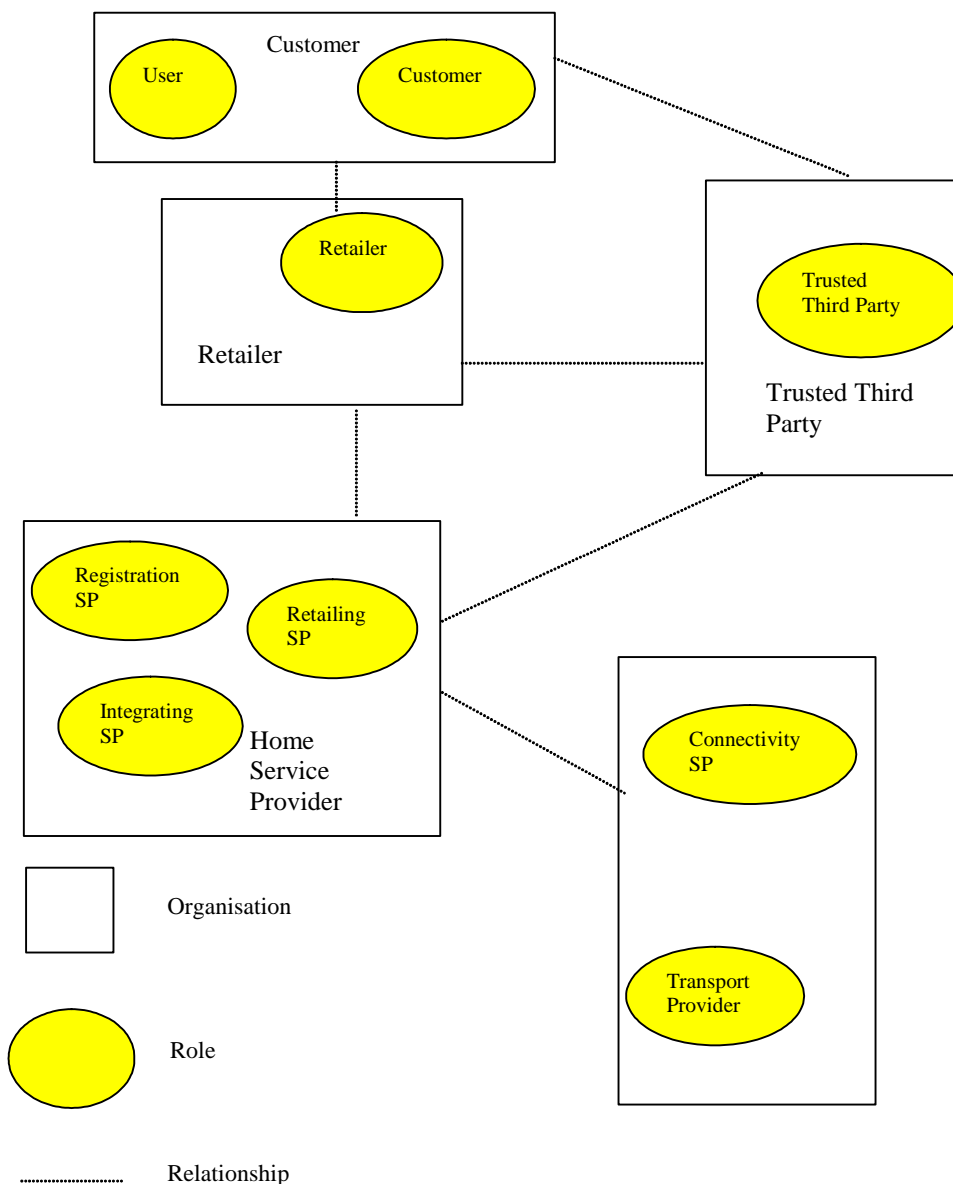 Customer
User
Customer
Retailer
Retailer
Trusted
Third Party
Trusted Third
Party
Registration
SP
Retailing
SP
Integrating
SP
Home
Service
Provider
Connectivity
SP
Transport
Provider
Organisation
Role
Relationship